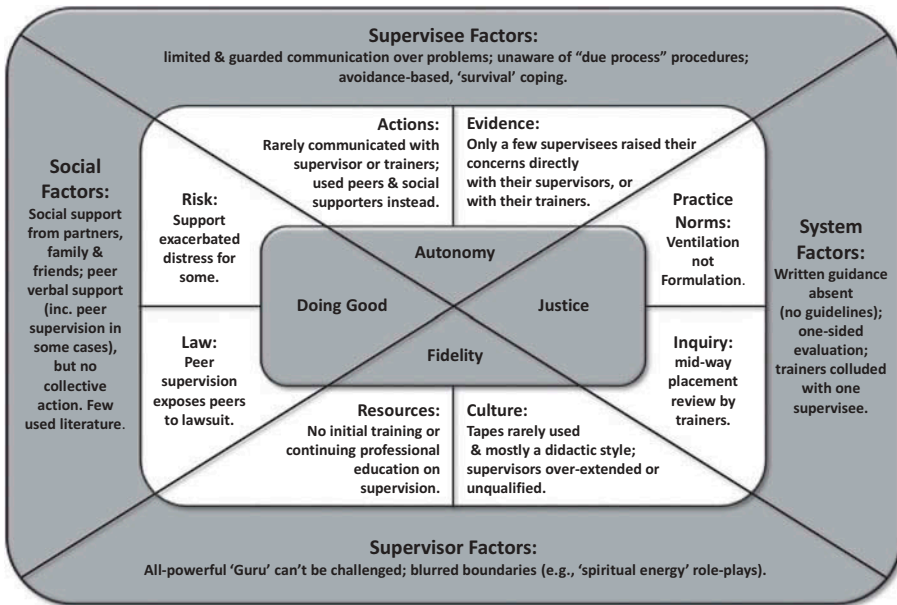 Supervisee Factors:
limited & guarded communication over problems; unaware of “due process” procedures;
avoidance-based, ‘survival’ coping.
Social
Factors:
Social support
from partners,
family &
friends; peer
verbal support
(inc. peer
supervision in
some cases),
but no
collective
action. Few
used literature.
Actions:
Rarely communicated with
supervisor or trainers;
used peers & social
supporters instead.
Evidence:
Only a few supervisees raised their
concerns directly
with their supervisors, or
with their trainers.
Risk:
Support
exacerbated
distress for
some.
Practice
Norms:
Ventilation
not
Formulation.
System
Factors:
Written guidance
absent
(no guidelines);
one-sided
evaluation;
trainers colluded
with one
supervisee.
Autonomy
Doing Good
Justice
Fidelity
Law:
Peer
supervision
exposes peers
to lawsuit.
Inquiry:
mid-way
placement
review by
trainers.
Resources:
No initial training or
continuing professional
education on
supervision.
Culture:
Tapes rarely used
& mostly a didactic style;
supervisors over-extended or
unqualified.
Supervisor Factors:
All-powerful ‘Guru’ can’t be challenged; blurred boundaries (e.g., ‘spiritual energy’ role-plays).